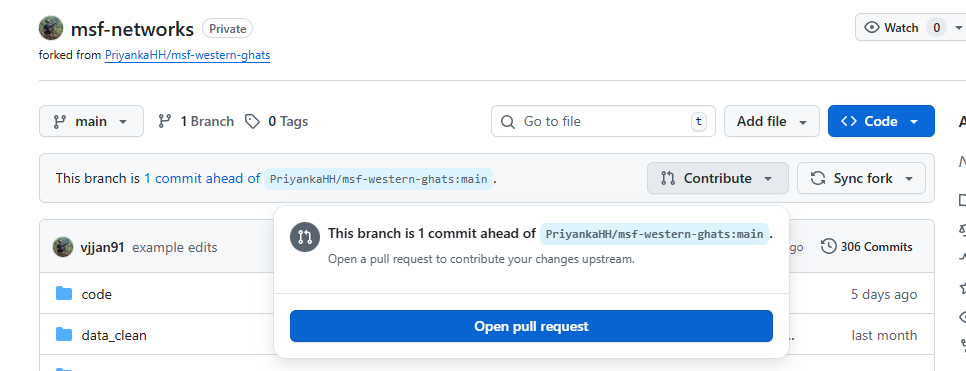 msf-networks Private
Watch 0
forked from PriyankaHH/msf-western-ghats
main 1 Branch 0 Tags Go to file t Add file Code
This branch is 1 commit ahead of PriyankaHH/msf-western-ghats:main .
Contribute Sync fork
This branch is 1 commit ahead of PriyankaHH/msf-western-ghats:main .
Open a pull request to contribute your changes upstream.
Open pull request
vjjan91 example edits go 306 Commits
code 5 days ago
data_clean .. last month